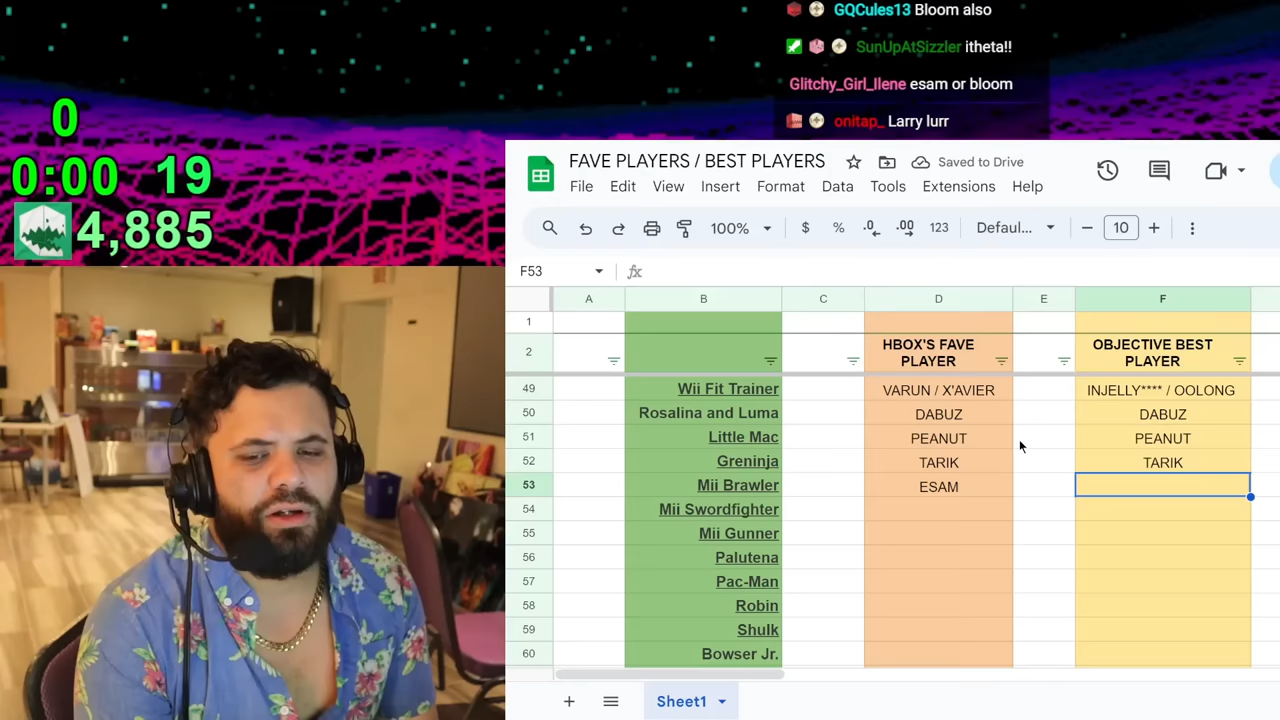 GQCules13 Bloom also
SunUpAtSizzler itheta!!
Glitchy_Girl_Ilene esam or bloom
onitap_ Larry lurr
0
0:00 19
4,885
FAVE PLAYERS / BEST PLAYERS
Saved to Drive
File Edit View Insert Format Data Tools Extensions Help
100% $ % .0 .00 123 Defaul... 10
F53 fx
A B C D E F
1
2 HBOX'S FAVE PLAYER OBJECTIVE BEST PLAYER
49 Wii Fit Trainer VARUN / X'AVIER INJELLY**** / OOLONG
50 Rosalina and Luma DABUZ DABUZ
51 Little Mac PEANUT PEANUT
52 Greninja TARIK TARIK
53 Mii Brawler ESAM
54 Mii Swordfighter
55 Mii Gunner
56 Palutena
57 Pac-Man
58 Robin
59 Shulk
60 Bowser Jr.
Sheet1